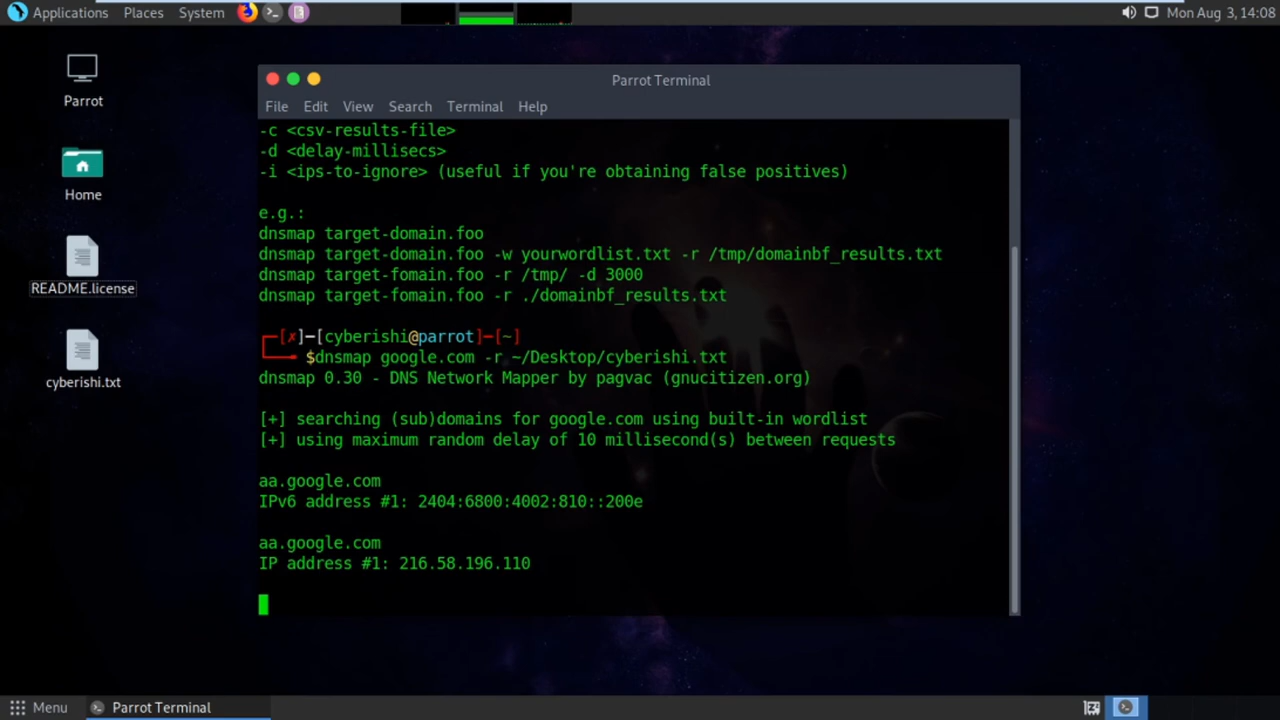 Applications Places System
Mon Aug 3, 14:08
Parrot
Home
README.license
cyberishi.txt
Parrot Terminal
File Edit View Search Terminal Help
-c <csv-results-file>
-d <delay-millisecs>
-i <ips-to-ignore> (useful if you're obtaining false positives)
e.g.:
dnsmap target-domain.foo
dnsmap target-domain.foo -w yourwordlist.txt -r /tmp/domainbf_results.txt
dnsmap target-fomain.foo -r /tmp/ -d 3000
dnsmap target-fomain.foo -r ./domainbf_results.txt
┌─[✗]─[cyberishi@parrot]─[~]
└──╼ $dnsmap google.com -r ~/Desktop/cyberishi.txt
dnsmap 0.30 - DNS Network Mapper by pagvac (gnucitizen.org)
[+] searching (sub)domains for google.com using built-in wordlist
[+] using maximum random delay of 10 millisecond(s) between requests
aa.google.com
IPv6 address #1: 2404:6800:4002:810::200e
aa.google.com
IP address #1: 216.58.196.110
Menu Parrot Terminal